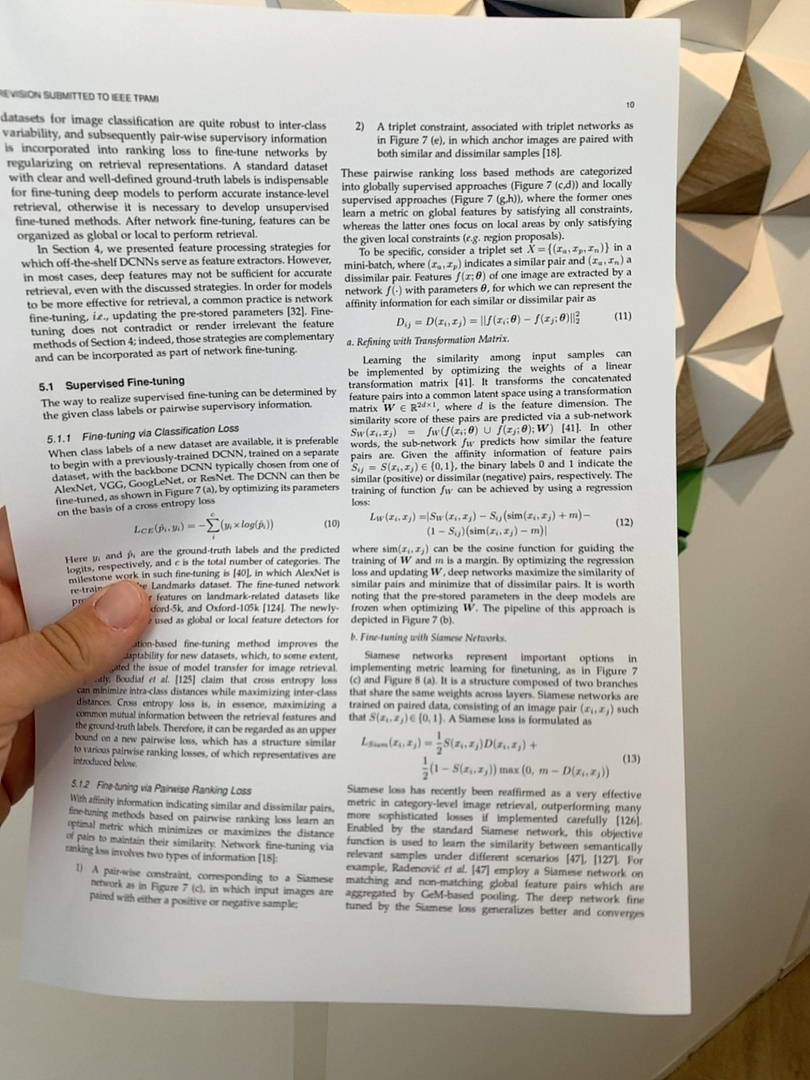 REVISION SUBMITTED TO IEEE TPAMI
10
datasets for image classification are quite robust to inter-class
variability, and subsequently pair-wise supervisory information
is incorporated into ranking loss to fine-tune networks by
regularizing on retrieval representations. A standard dataset
with clear and well-defined ground-truth labels is indispensable
for fine-tuning deep models to perform accurate instance-level
retrieval, otherwise it is necessary to develop unsupervised
fine-tuned methods. After network fine-tuning, features can be
organized as global or local to perform retrieval.
In Section 4, we presented feature processing strategies for
which off-the-shelf DCNNs serve as feature extractors. However,
in most cases, deep features may not be sufficient for accurate
retrieval, even with the discussed strategies. In order for models
to be more effective for retrieval, a common practice is network
fine-tuning, i.e., updating the pre-stored parameters [32]. Fine-
tuning does not contradict or render irrelevant the feature
methods of Section 4; indeed, those strategies are complementary
and can be incorporated as part of network fine-tuning.
5.1 Supervised Fine-tuning
The way to realize supervised fine-tuning can be determined by
the given class labels or pairwise supervisory information.
5.1.1 Fine-tuning via Classification Loss
When class labels of a new dataset are available, it is preferable
to begin with a previously-trained DCNN, trained on a separate
dataset, with the backbone DCNN typically chosen from one of
AlexNet, VGG, GoogLeNet, or ResNet. The DCNN can then be
fine-tuned, as shown in Figure 7 (a), by optimizing its parameters
on the basis of a cross entropy loss
L_{CE}(p̂_i, y_i) = −∑_i^c (y_i × log(p̂_i)) (10)
Here y_i and p̂_i are the ground-truth labels and the predicted
logits, respectively, and c is the total number of categories. The
milestone work in such fine-tuning is [40], in which AlexNet is
re-train Landmarks dataset. The fine-tuned network
pr features on landmark-related datasets like
ford-5k, and Oxford-105k [124]. The newly-
used as global or local feature detectors for
ation-based fine-tuning method improves the
aptability for new datasets, which, to some extent,
ated the issue of model transfer for image retrieval.
Boudiaf et al. [125] claim that cross entropy loss
can minimize intra-class distances while maximizing inter-class
distances. Cross entropy loss is, in essence, maximizing a
common mutual information between the retrieval features and
the ground-truth labels. Therefore, it can be regarded as an upper
bound on a new pairwise loss, which has a structure similar
to various pairwise ranking losses, of which representatives are
introduced below.
5.1.2 Fine-tuning via Pairwise Ranking Loss
With affinity information indicating similar and dissimilar pairs,
fine-tuning methods based on pairwise ranking loss learn an
optimal metric which minimizes or maximizes the distance
of pairs to maintain their similarity. Network fine-tuning via
ranking loss involves two types of information [18]:
1) A pair-wise constraint, corresponding to a Siamese
network as in Figure 7 (c), in which input images are
paired with either a positive or negative sample;
2) A triplet constraint, associated with triplet networks as
in Figure 7 (e), in which anchor images are paired with
both similar and dissimilar samples [18].
These pairwise ranking loss based methods are categorized
into globally supervised approaches (Figure 7 (c,d)) and locally
supervised approaches (Figure 7 (g,h)), where the former ones
learn a metric on global features by satisfying all constraints,
whereas the latter ones focus on local areas by only satisfying
the given local constraints (e.g. region proposals).
To be specific, consider a triplet set X = {(x_a, x_p, x_n)} in a
mini-batch, where (x_a, x_p) indicates a similar pair and (x_a, x_n) a
dissimilar pair. Features f(x; θ) of one image are extracted by a
network f(·) with parameters θ, for which we can represent the
affinity information for each similar or dissimilar pair as
D_{ij} = D(x_i, x_j) = ||f(x_i; θ) − f(x_j; θ)||_2^2 (11)
a. Refining with Transformation Matrix.
Learning the similarity among input samples can
be implemented by optimizing the weights of a linear
transformation matrix [41]. It transforms the concatenated
feature pairs into a common latent space using a transformation
matrix W ∈ ℝ^{2d×1}, where d is the feature dimension. The
similarity score of these pairs are predicted via a sub-network
S_W(x_i, x_j) = f_W(f(x_i; θ) ∪ f(x_j; θ); W) [41]. In other
words, the sub-network f_W predicts how similar the feature
pairs are. Given the affinity information of feature pairs
S_{ij} = S(x_i, x_j) ∈ {0, 1}, the binary labels 0 and 1 indicate the
similar (positive) or dissimilar (negative) pairs, respectively. The
training of function f_W can be achieved by using a regression
loss:
L_W(x_i, x_j) = |S_W(x_i, x_j) − S_{ij}(sim(x_i, x_j) + m) −
(1 − S_{ij})(sim(x_i, x_j) − m)| (12)
where sim(x_i, x_j) can be the cosine function for guiding the
training of W and m is a margin. By optimizing the regression
loss and updating W, deep networks maximize the similarity of
similar pairs and minimize that of dissimilar pairs. It is worth
noting that the pre-stored parameters in the deep models are
frozen when optimizing W. The pipeline of this approach is
depicted in Figure 7 (b).
b. Fine-tuning with Siamese Networks.
Siamese networks represent important options in
implementing metric learning for finetuning, as in Figure 7
(c) and Figure 8 (a). It is a structure composed of two branches
that share the same weights across layers. Siamese networks are
trained on paired data, consisting of an image pair (x_i, x_j) such
that S(x_i, x_j) ∈ {0, 1}. A Siamese loss is formulated as
L_{Siam}(x_i, x_j) = 1/2 S(x_i, x_j)D(x_i, x_j) +
1/2 (1 − S(x_i, x_j)) max (0, m − D(x_i, x_j)) (13)
Siamese loss has recently been reaffirmed as a very effective
metric in category-level image retrieval, outperforming many
more sophisticated losses if implemented carefully [126].
Enabled by the standard Siamese network, this objective
function is used to learn the similarity between semantically
relevant samples under different scenarios [47], [127]. For
example, Radenović et al. [47] employ a Siamese network on
matching and non-matching global feature pairs which are
aggregated by GeM-based pooling. The deep network fine
tuned by the Siamese loss generalizes better and converges